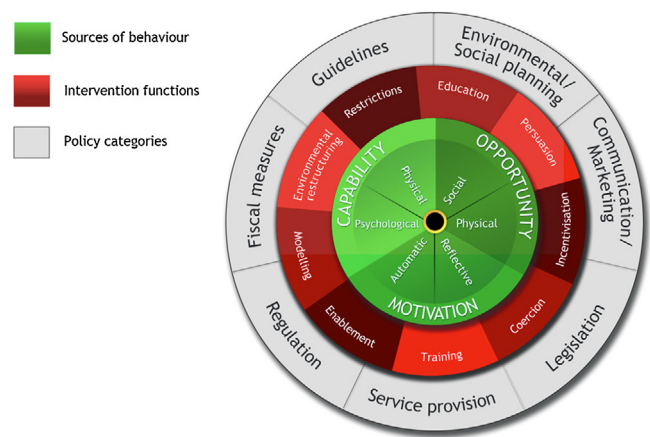 Sources of behaviour
Intervention functions
Policy categories
Environmental/
Social planning
Communication/
Marketing
Legislation
Service provision
Regulation
Fiscal measures
Guidelines
Education
Persuasion
Incentivisation
Coercion
Training
Enablement
Modelling
Environmental
restructuring
Restrictions
CAPABILITY
Physical
Psychological
OPPORTUNITY
Social
Physical
MOTIVATION
Automatic
Reflective